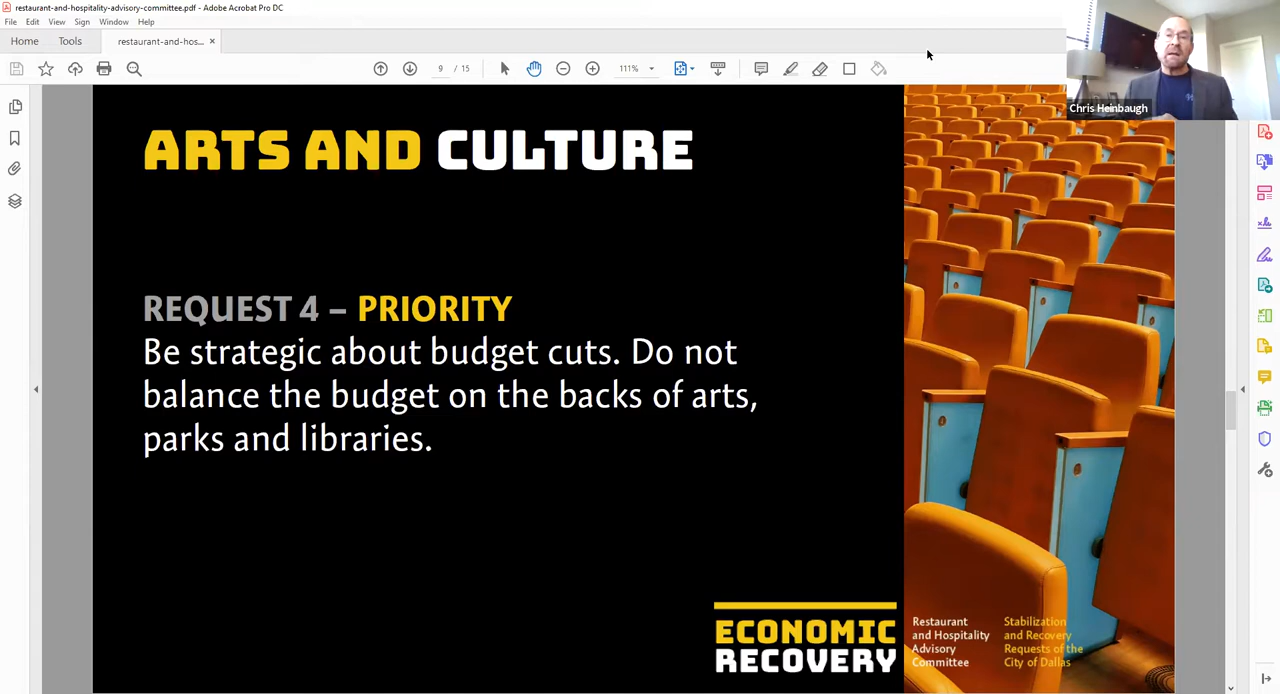 restaurant-and-hospitality-advisory-committee.pdf - Adobe Acrobat Pro DC
File Edit View Sign Window Help
Home Tools restaurant-and-hos... ×
9 / 15 111%
Chris Heinbaugh
ARTS AND CULTURE
REQUEST 4 – PRIORITY
Be strategic about budget cuts. Do not
balance the budget on the backs of arts,
parks and libraries.
ECONOMIC
RECOVERY
Restaurant
and Hospitality
Advisory
Committee
Stabilization
and Recovery
Requests of the
City of Dallas